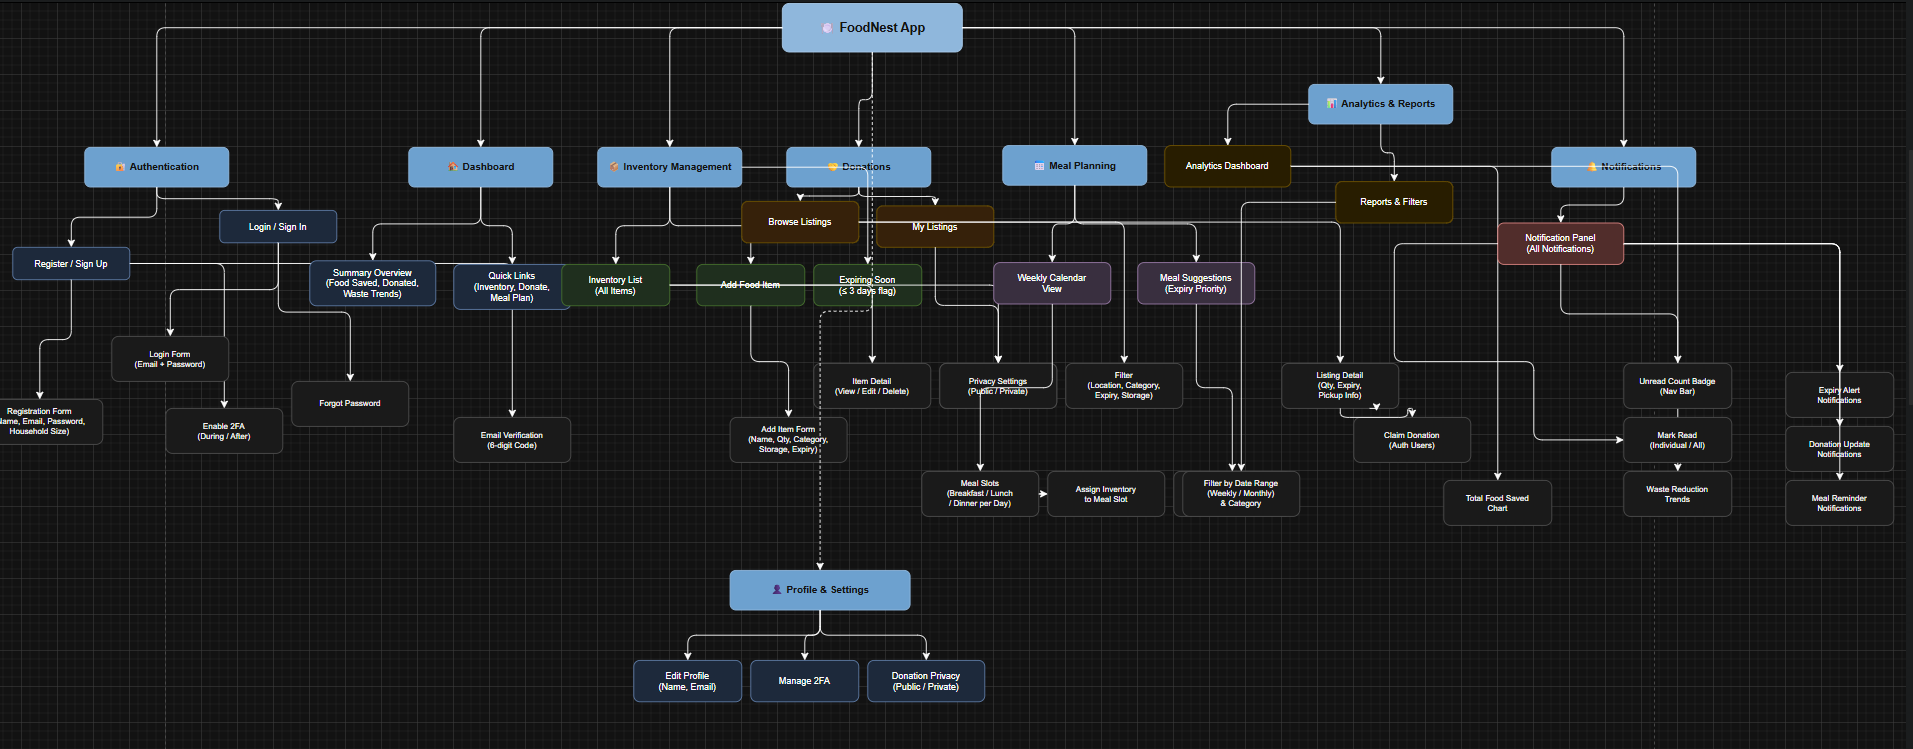 FoodNest App
Analytics & Reports
Authentication
Dashboard
Inventory Management
Donations
Meal Planning
Analytics Dashboard
Notifications
Reports & Filters
Login / Sign In
Browse Listings
My Listings
Notification Panel
(All Notifications)
Register / Sign Up
Summary Overview
(Food Saved, Donated,
Waste Trends)
Quick Links
(Inventory, Donate,
Meal Plan)
Inventory List
(All Items)
Add Food Item
Expiring Soon
(≤ 3 days flag)
Weekly Calendar
View
Meal Suggestions
(Expiry Priority)
Login Form
(Email + Password)
Item Detail
(View / Edit / Delete)
Privacy Settings
(Public / Private)
Filter
(Location, Category,
Expiry, Storage)
Listing Detail
(Qty, Expiry,
Pickup Info)
Unread Count Badge
(Nav Bar)
Expiry Alert
Notifications
Forgot Password
Registration Form
Name, Email, Password,
Household Size)
Enable 2FA
(During / After)
Email Verification
(6-digit Code)
Add Item Form
(Name, Qty, Category,
Storage, Expiry)
Claim Donation
(Auth Users)
Mark Read
(Individual / All)
Donation Update
Notifications
Meal Slots
(Breakfast / Lunch
/ Dinner per Day)
Assign Inventory
to Meal Slot
Filter by Date Range
(Weekly / Monthly)
& Category
Total Food Saved
Chart
Waste Reduction
Trends
Meal Reminder
Notifications
Profile & Settings
Edit Profile
(Name, Email)
Manage 2FA
Donation Privacy
(Public / Private)